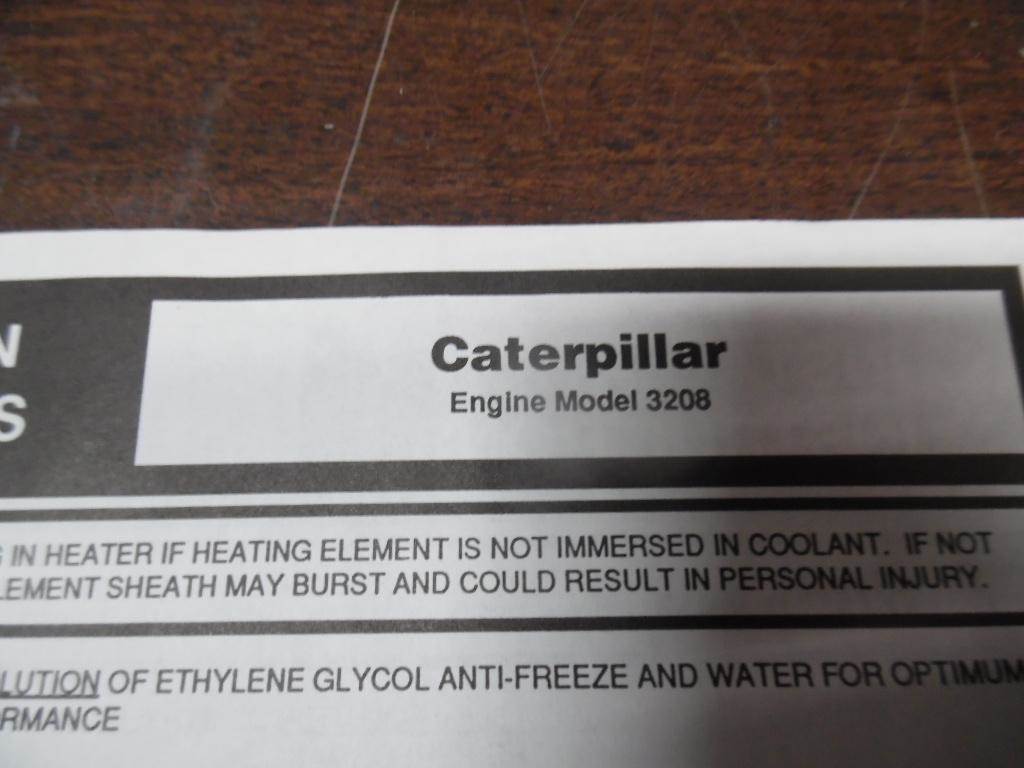 N
S
Caterpillar
Engine Model 3208
IN HEATER IF HEATING ELEMENT IS NOT IMMERSED IN COOLANT. IF NOT
LEMENT SHEATH MAY BURST AND COULD RESULT IN PERSONAL INJURY.
LUTION OF ETHYLENE GLYCOL ANTI-FREEZE AND WATER FOR OPTIMUM
RMANCE